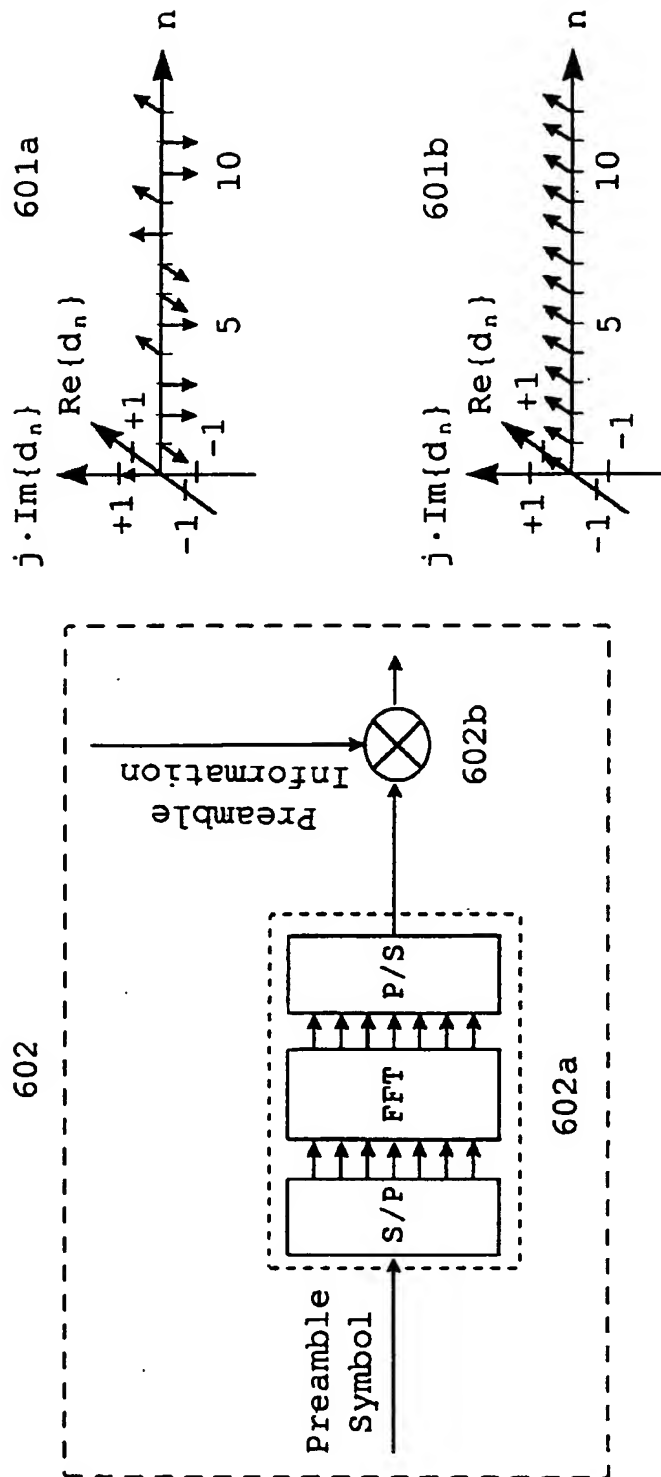 602
Preamble
Symbol
S/P
FFT
P/S
602a
Preamble
Information
602b
j·Im{dₙ}
Re{dₙ}
+1
+1
-1
-1
5
10
n
601a
j·Im{dₙ}
Re{dₙ}
+1
+1
-1
-1
5
10
n
601b